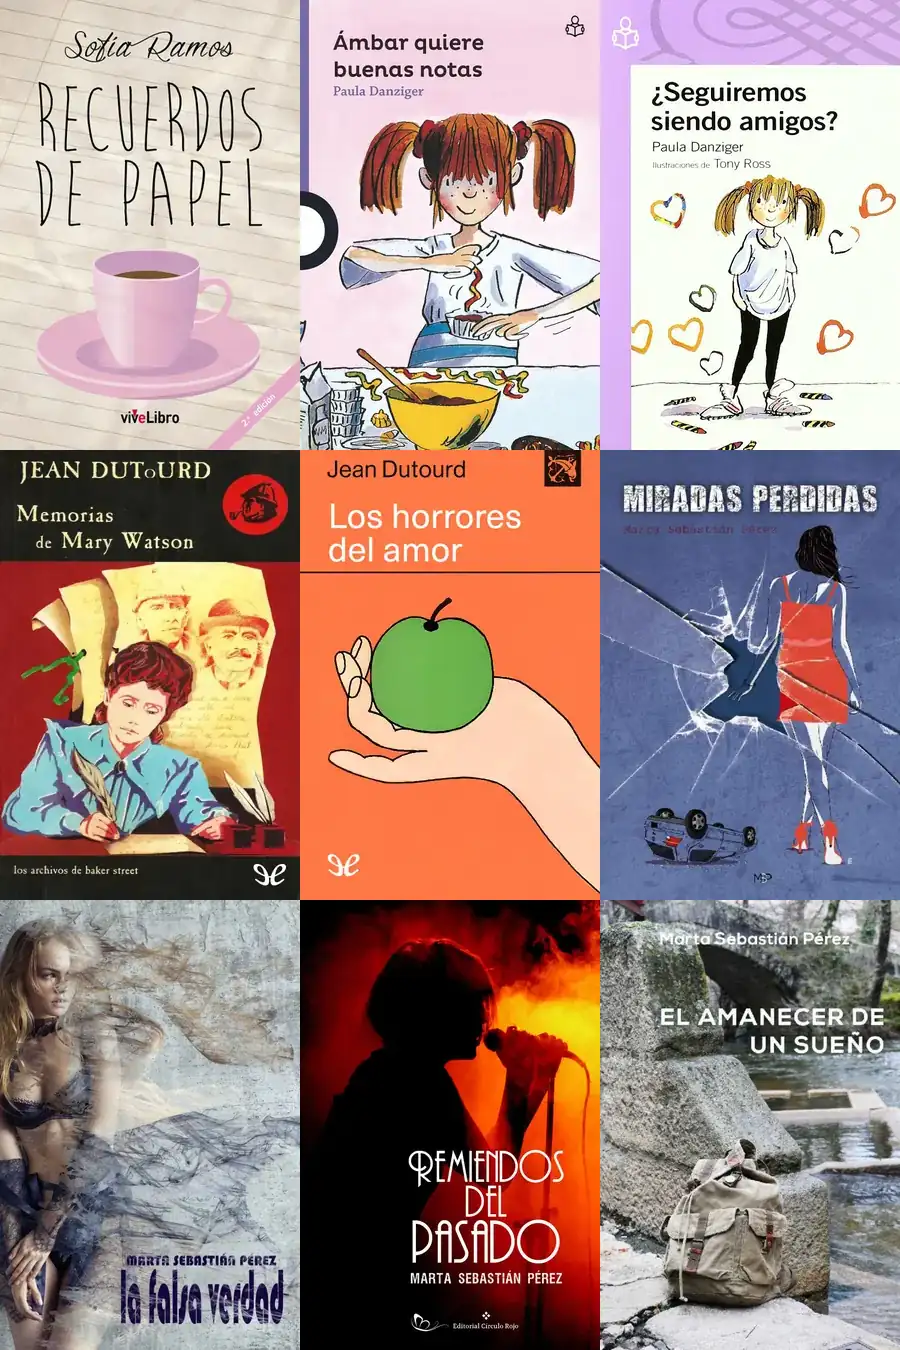 Sofía Ramos
RECUERDOS
DE PAPEL
viveLibro
2.ª edición
Ámbar quiere
buenas notas
Paula Danziger
¿Seguiremos
siendo amigos?
Paula Danziger
Ilustraciones de Tony Ross
JEAN DUToURD
Memorias
de Mary Watson
los archivos de baker street
Jean Dutourd
Los horrores
del amor
MIRADAS PERDIDAS
Marta Sebastián Pérez
MSP
MARTA SEBASTIÁN PÉREZ
la falsa verdad
REMIENDOS
DEL
PASADO
MARTA SEBASTIÁN PÉREZ
Editorial Círculo Rojo
Marta Sebastián Pérez
EL AMANECER DE
UN SUEÑO